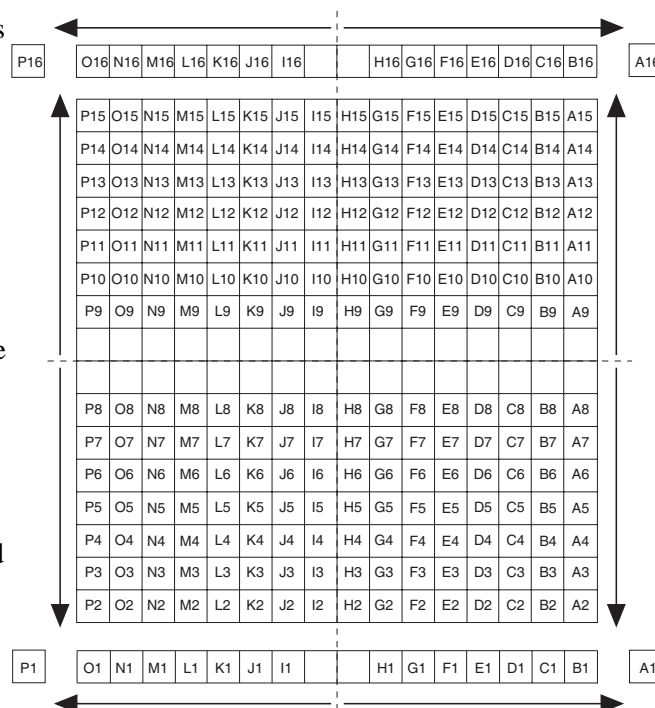 s
P16 O16 N16 M16 L16 K16 J16 I16 H16 G16 F16 E16 D16 C16 B16 A16
P15 O15 N15 M15 L15 K15 J15 I15 H15 G15 F15 E15 D15 C15 B15 A15
P14 O14 N14 M14 L14 K14 J14 I14 H14 G14 F14 E14 D14 C14 B14 A14
P13 O13 N13 M13 L13 K13 J13 I13 H13 G13 F13 E13 D13 C13 B13 A13
P12 O12 N12 M12 L12 K12 J12 I12 H12 G12 F12 E12 D12 C12 B12 A12
P11 O11 N11 M11 L11 K11 J11 I11 H11 G11 F11 E11 D11 C11 B11 A11
P10 O10 N10 M10 L10 K10 J10 I10 H10 G10 F10 E10 D10 C10 B10 A10
P9 O9 N9 M9 L9 K9 J9 I9 H9 G9 F9 E9 D9 C9 B9 A9
e
P8 O8 N8 M8 L8 K8 J8 I8 H8 G8 F8 E8 D8 C8 B8 A8
P7 O7 N7 M7 L7 K7 J7 I7 H7 G7 F7 E7 D7 C7 B7 A7
P6 O6 N6 M6 L6 K6 J6 I6 H6 G6 F6 E6 D6 C6 B6 A6
P5 O5 N5 M5 L5 K5 J5 I5 H5 G5 F5 E5 D5 C5 B5 A5
P4 O4 N4 M4 L4 K4 J4 I4 H4 G4 F4 E4 D4 C4 B4 A4
d
P3 O3 N3 M3 L3 K3 J3 I3 H3 G3 F3 E3 D3 C3 B3 A3
P2 O2 N2 M2 L2 K2 J2 I2 H2 G2 F2 E2 D2 C2 B2 A2
P1 O1 N1 M1 L1 K1 J1 I1 H1 G1 F1 E1 D1 C1 B1 A1